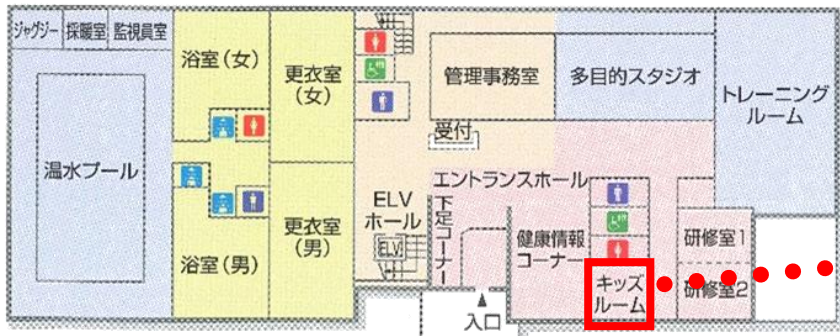 ジャグジー
採暖室
監視員室
浴室(女)
更衣室
(女)
管理事務室
多目的スタジオ
トレーニング
ルーム
受付
温水プール
エントランスホール
ELV
ホール
ELV
下足コーナー
更衣室
(男)
浴室(男)
健康情報
コーナー
研修室1
研修室2
キッズ
ルーム
入口